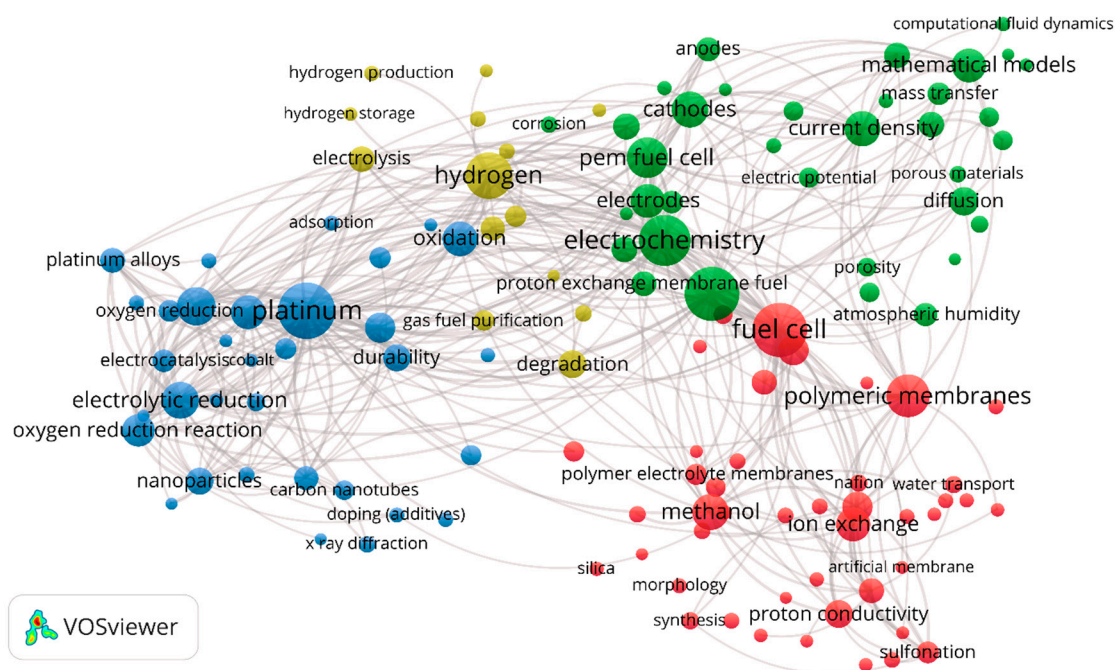 computational fluid dynamics
anodes
mathematical models
hydrogen production
mass transfer
cathodes
hydrogen storage
corrosion
current density
electrolysis
pem fuel cell
hydrogen
electric potential
porous materials
electrodes
diffusion
adsorption
oxidation
electrochemistry
platinum alloys
porosity
proton exchange membrane fuel
oxygen reduction
platinum
gas fuel purification
atmospheric humidity
fuel cell
electrocatalysis
cobalt
durability
degradation
electrolytic reduction
polymeric membranes
oxygen reduction reaction
nanoparticles
carbon nanotubes
polymer electrolyte membranes
nafion
water transport
doping (additives)
methanol
ion exchange
x ray diffraction
silica
morphology
artificial membrane
synthesis
proton conductivity
sulfonation
VOSviewer